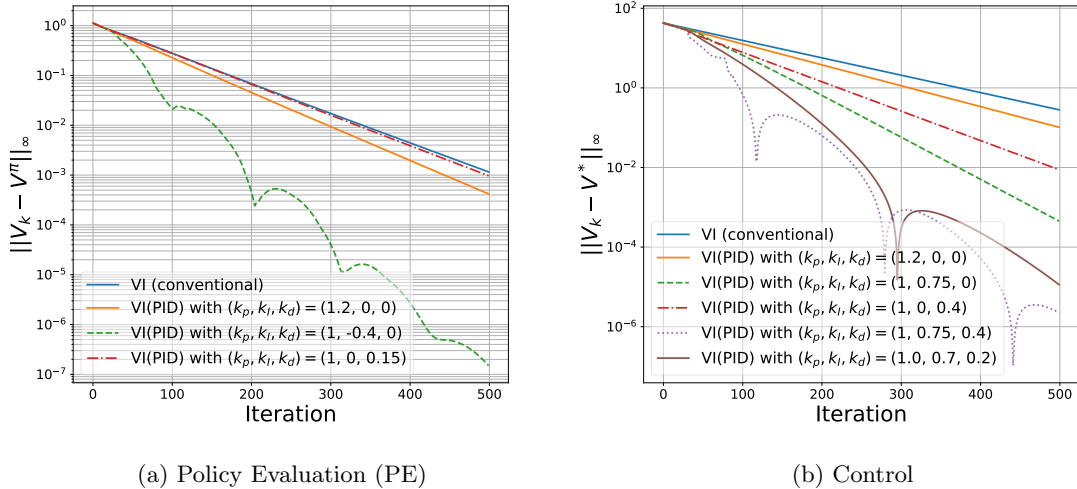 10^0
10^{-1}
10^{-2}
10^{-3}
10^{-4}
10^{-5}
10^{-6}
10^{-7}
||V_k − V^π||_∞
VI (conventional)
VI(PID) with (k_p, k_I, k_d) = (1.2, 0, 0)
VI(PID) with (k_p, k_I, k_d) = (1, -0.4, 0)
VI(PID) with (k_p, k_I, k_d) = (1, 0, 0.15)
0 100 200 300 400 500
Iteration
(a) Policy Evaluation (PE)
10^2
10^0
10^{-2}
10^{-4}
10^{-6}
||V_k − V^*||_∞
VI (conventional)
VI(PID) with (k_p, k_I, k_d) = (1.2, 0, 0)
VI(PID) with (k_p, k_I, k_d) = (1, 0.75, 0)
VI(PID) with (k_p, k_I, k_d) = (1, 0, 0.4)
VI(PID) with (k_p, k_I, k_d) = (1, 0.75, 0.4)
VI(PID) with (k_p, k_I, k_d) = (1.0, 0.7, 0.2)
0 100 200 300 400 500
Iteration
(b) Control